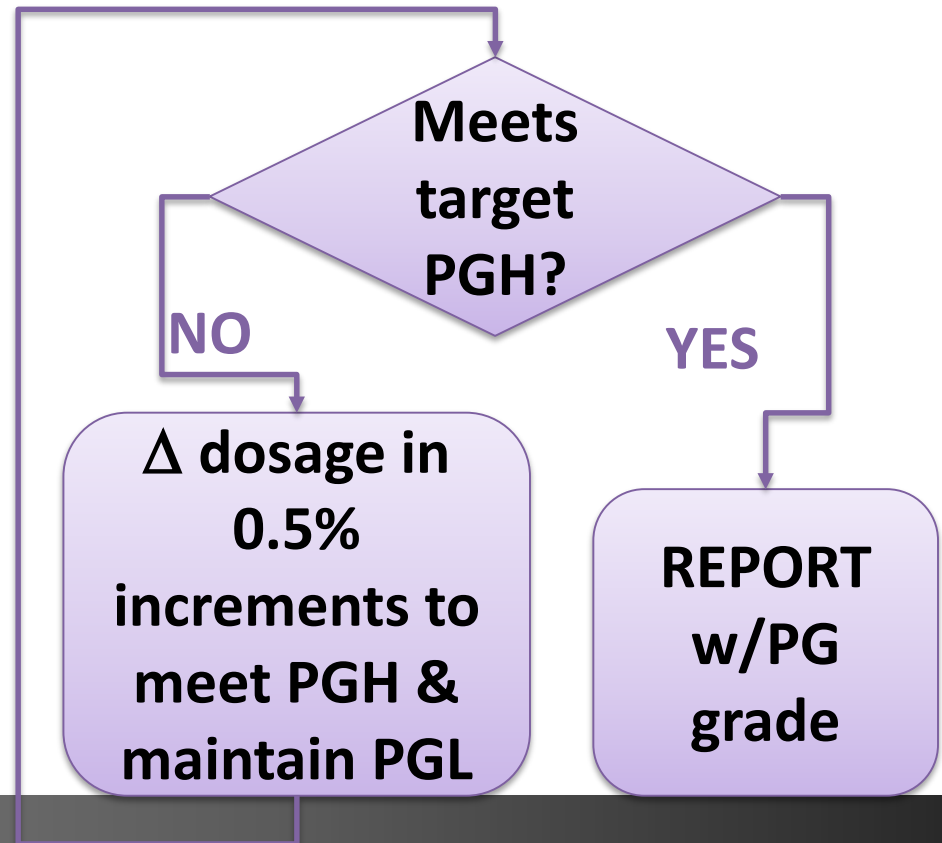 Meets
target
PGH?
NO
YES
Δ dosage in
0.5%
increments to
meet PGH &
maintain PGL
REPORT
w/PG
grade